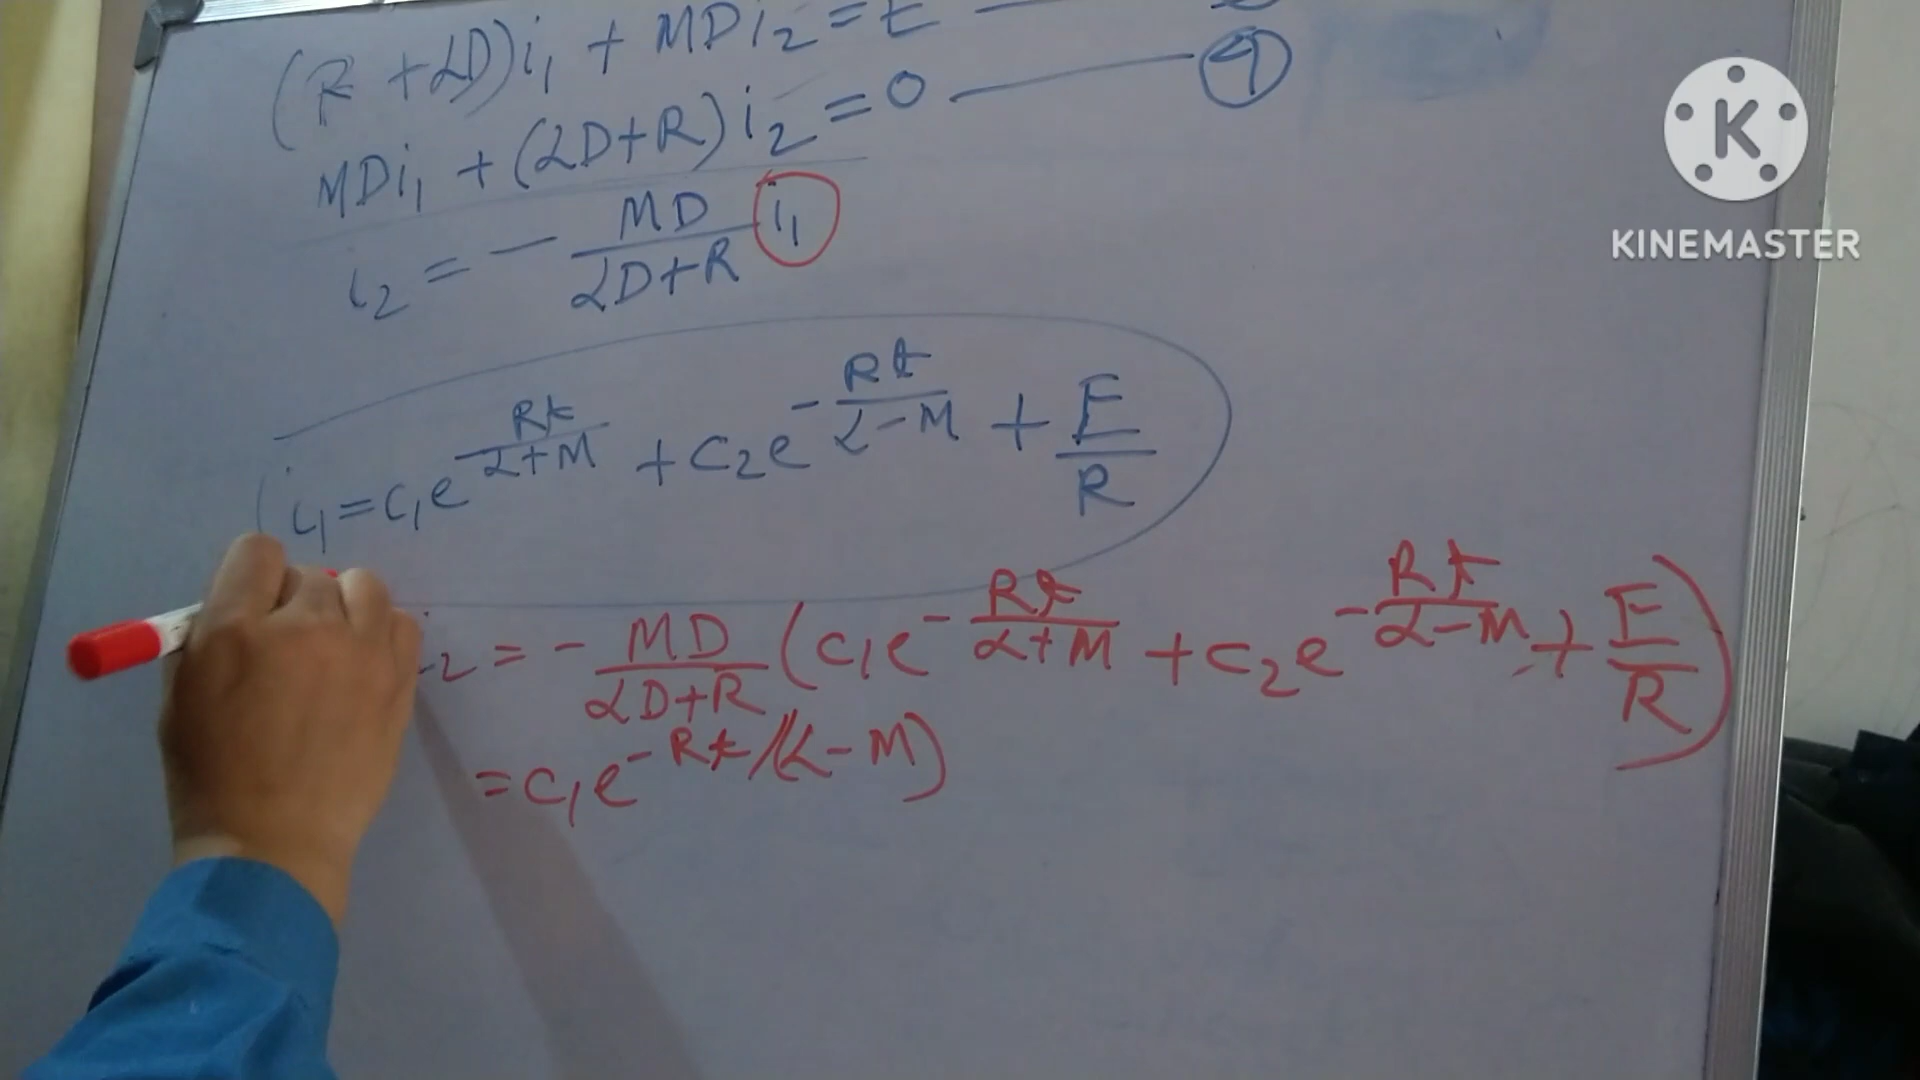 (R + LD)i₁ + MDi₂ = E
MDi₁ + (LD+R)i₂ = 0 ——— ④
i₂ = - MD/(LD+R) i₁
i₁ = c₁e^(Rt/(L+M)) + c₂e^(-Rt/(L-M)) + E/R
i₂ = - MD/(LD+R) (c₁e^(-Rt/(L+M)) + c₂e^(-Rt/(L-M)) + E/R)
= c₁e^(-Rt/(L-M))
K
KINEMASTER